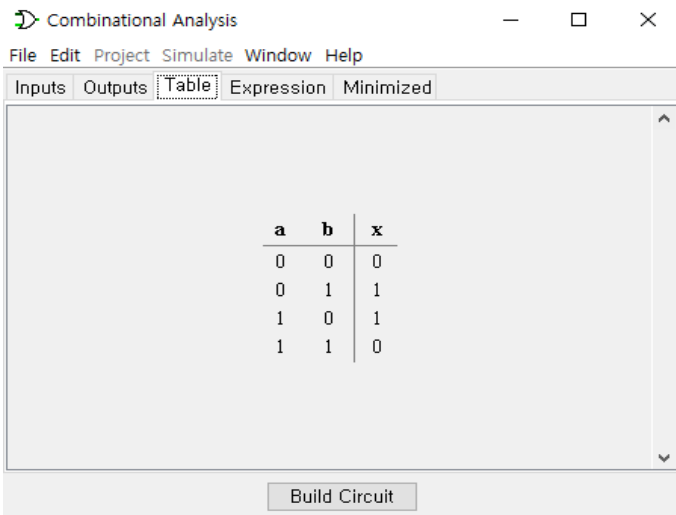 Combinational Analysis
File Edit Project Simulate Window Help
Inputs Outputs Table Expression Minimized
a b x
0 0 0
0 1 1
1 0 1
1 1 0
Build Circuit